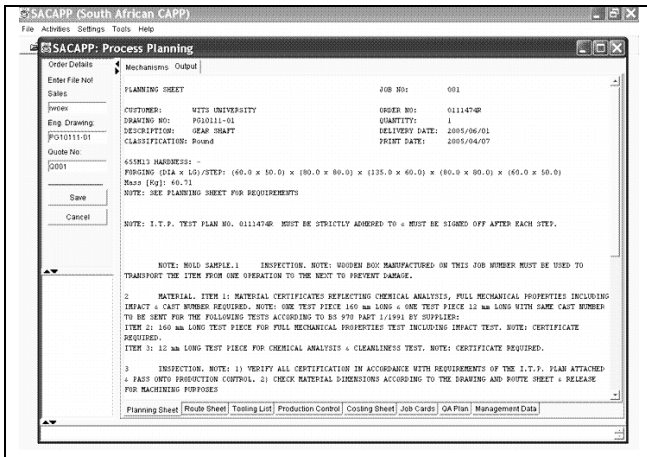 SACAPP (South African CAPP)
File Activities Settings Tools Help
SACAPP: Process Planning
Order Details
Enter File No!
Sales:
iwoex
Eng. Drawing:
PG10111-01
Quote No:
Q001
Save
Cancel
Mechanisms Output
PLANNING SHEET JOB NO: 001
CUSTOMER: WITS UNIVERSITY ORDER NO: 0111474R
DRAWING NO: PG10111-01 QUANTITY: 1
DESCRIPTION: GEAR SHAFT DELIVERY DATE: 2005/06/01
CLASSIFICATION: Round PRINT DATE: 2005/04/07
655M13 HARDNESS: -
FORGING (DIA x LG)/STEP: (60.0 x 50.0) x (80.0 x 80.0) x (135.0 x 60.0) x (80.0 x 80.0) x (60.0 x 50.0)
Mass [Kg]: 60.71
NOTE: SEE PLANNING SHEET FOR REQUIREMENTS
NOTE: I.T.P. TEST PLAN NO. 0111474R MUST BE STRICTLY ADHERED TO & MUST BE SIGNED OFF AFTER EACH STEP.
NOTE: HOLD SAMPLE.1 INSPECTION. NOTE: WOODEN BOX MANUFACTURED ON THIS JOB NUMBER MUST BE USED TO
TRANSPORT THE ITEM FROM ONE OPERATION TO THE NEXT TO PREVENT DAMAGE.
2 MATERIAL. ITEM 1: MATERIAL CERTIFICATES REFLECTING CHEMICAL ANALYSIS, FULL MECHANICAL PROPERTIES INCLUDING
IMPACT & CAST NUMBER REQUIRED. NOTE: ONE TEST PIECE 160 mm LONG & ONE TEST PIECE 12 mm LONG WITH SAME CAST NUMBER
TO BE SENT FOR THE FOLLOWING TESTS ACCORDING TO BS 970 PART 1/1991 BY SUPPLIER:
ITEM 2: 160 mm LONG TEST PIECE FOR FULL MECHANICAL PROPERTIES TEST INCLUDING IMPACT TEST. NOTE: CERTIFICATE
REQUIRED.
ITEM 3: 12 mm LONG TEST PIECE FOR CHEMICAL ANALYSIS & CLEANLINESS TEST. NOTE: CERTIFICATE REQUIRED.
3 INSPECTION. NOTE: 1) VERIFY ALL CERTIFICATION IN ACCORDANCE WITH REQUIREMENTS OF THE I.T.P. PLAN ATTACHED
& PASS ONTO PRODUCTION CONTROL. 2) CHECK MATERIAL DIMENSIONS ACCORDING TO THE DRAWING AND ROUTE SHEET & RELEASE
FOR MACHINING PURPOSES
Planning Sheet Route Sheet Tooling List Production Control Costing Sheet Job Cards QA Plan Management Data